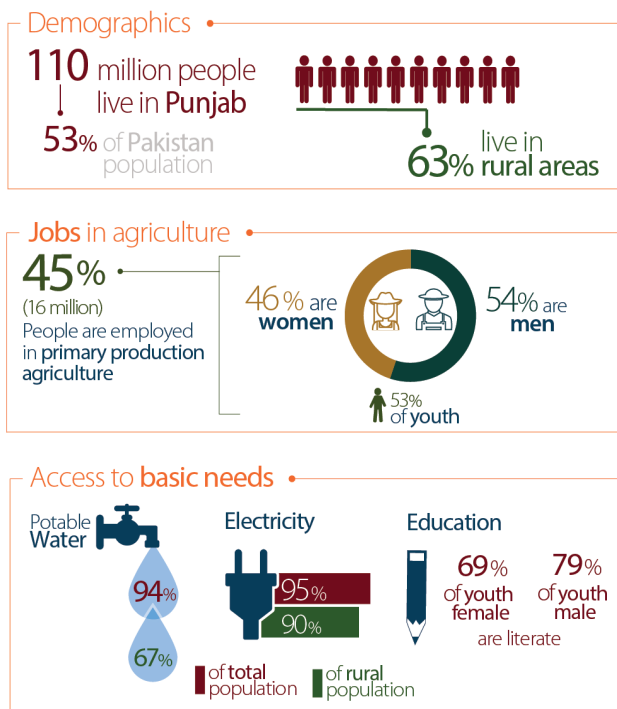 Demographics
110 million people
live in Punjab
53% of Pakistan
population
live in
63% rural areas
Jobs in agriculture
45%
(16 million)
People are employed
in primary production
agriculture
46% are
women
54% are
men
53%
of youth
Access to basic needs
Potable
Water
94%
67%
Electricity
95%
90%
of total
population
of rural
population
Education
69%
of youth
female
79%
of youth
male
are literate